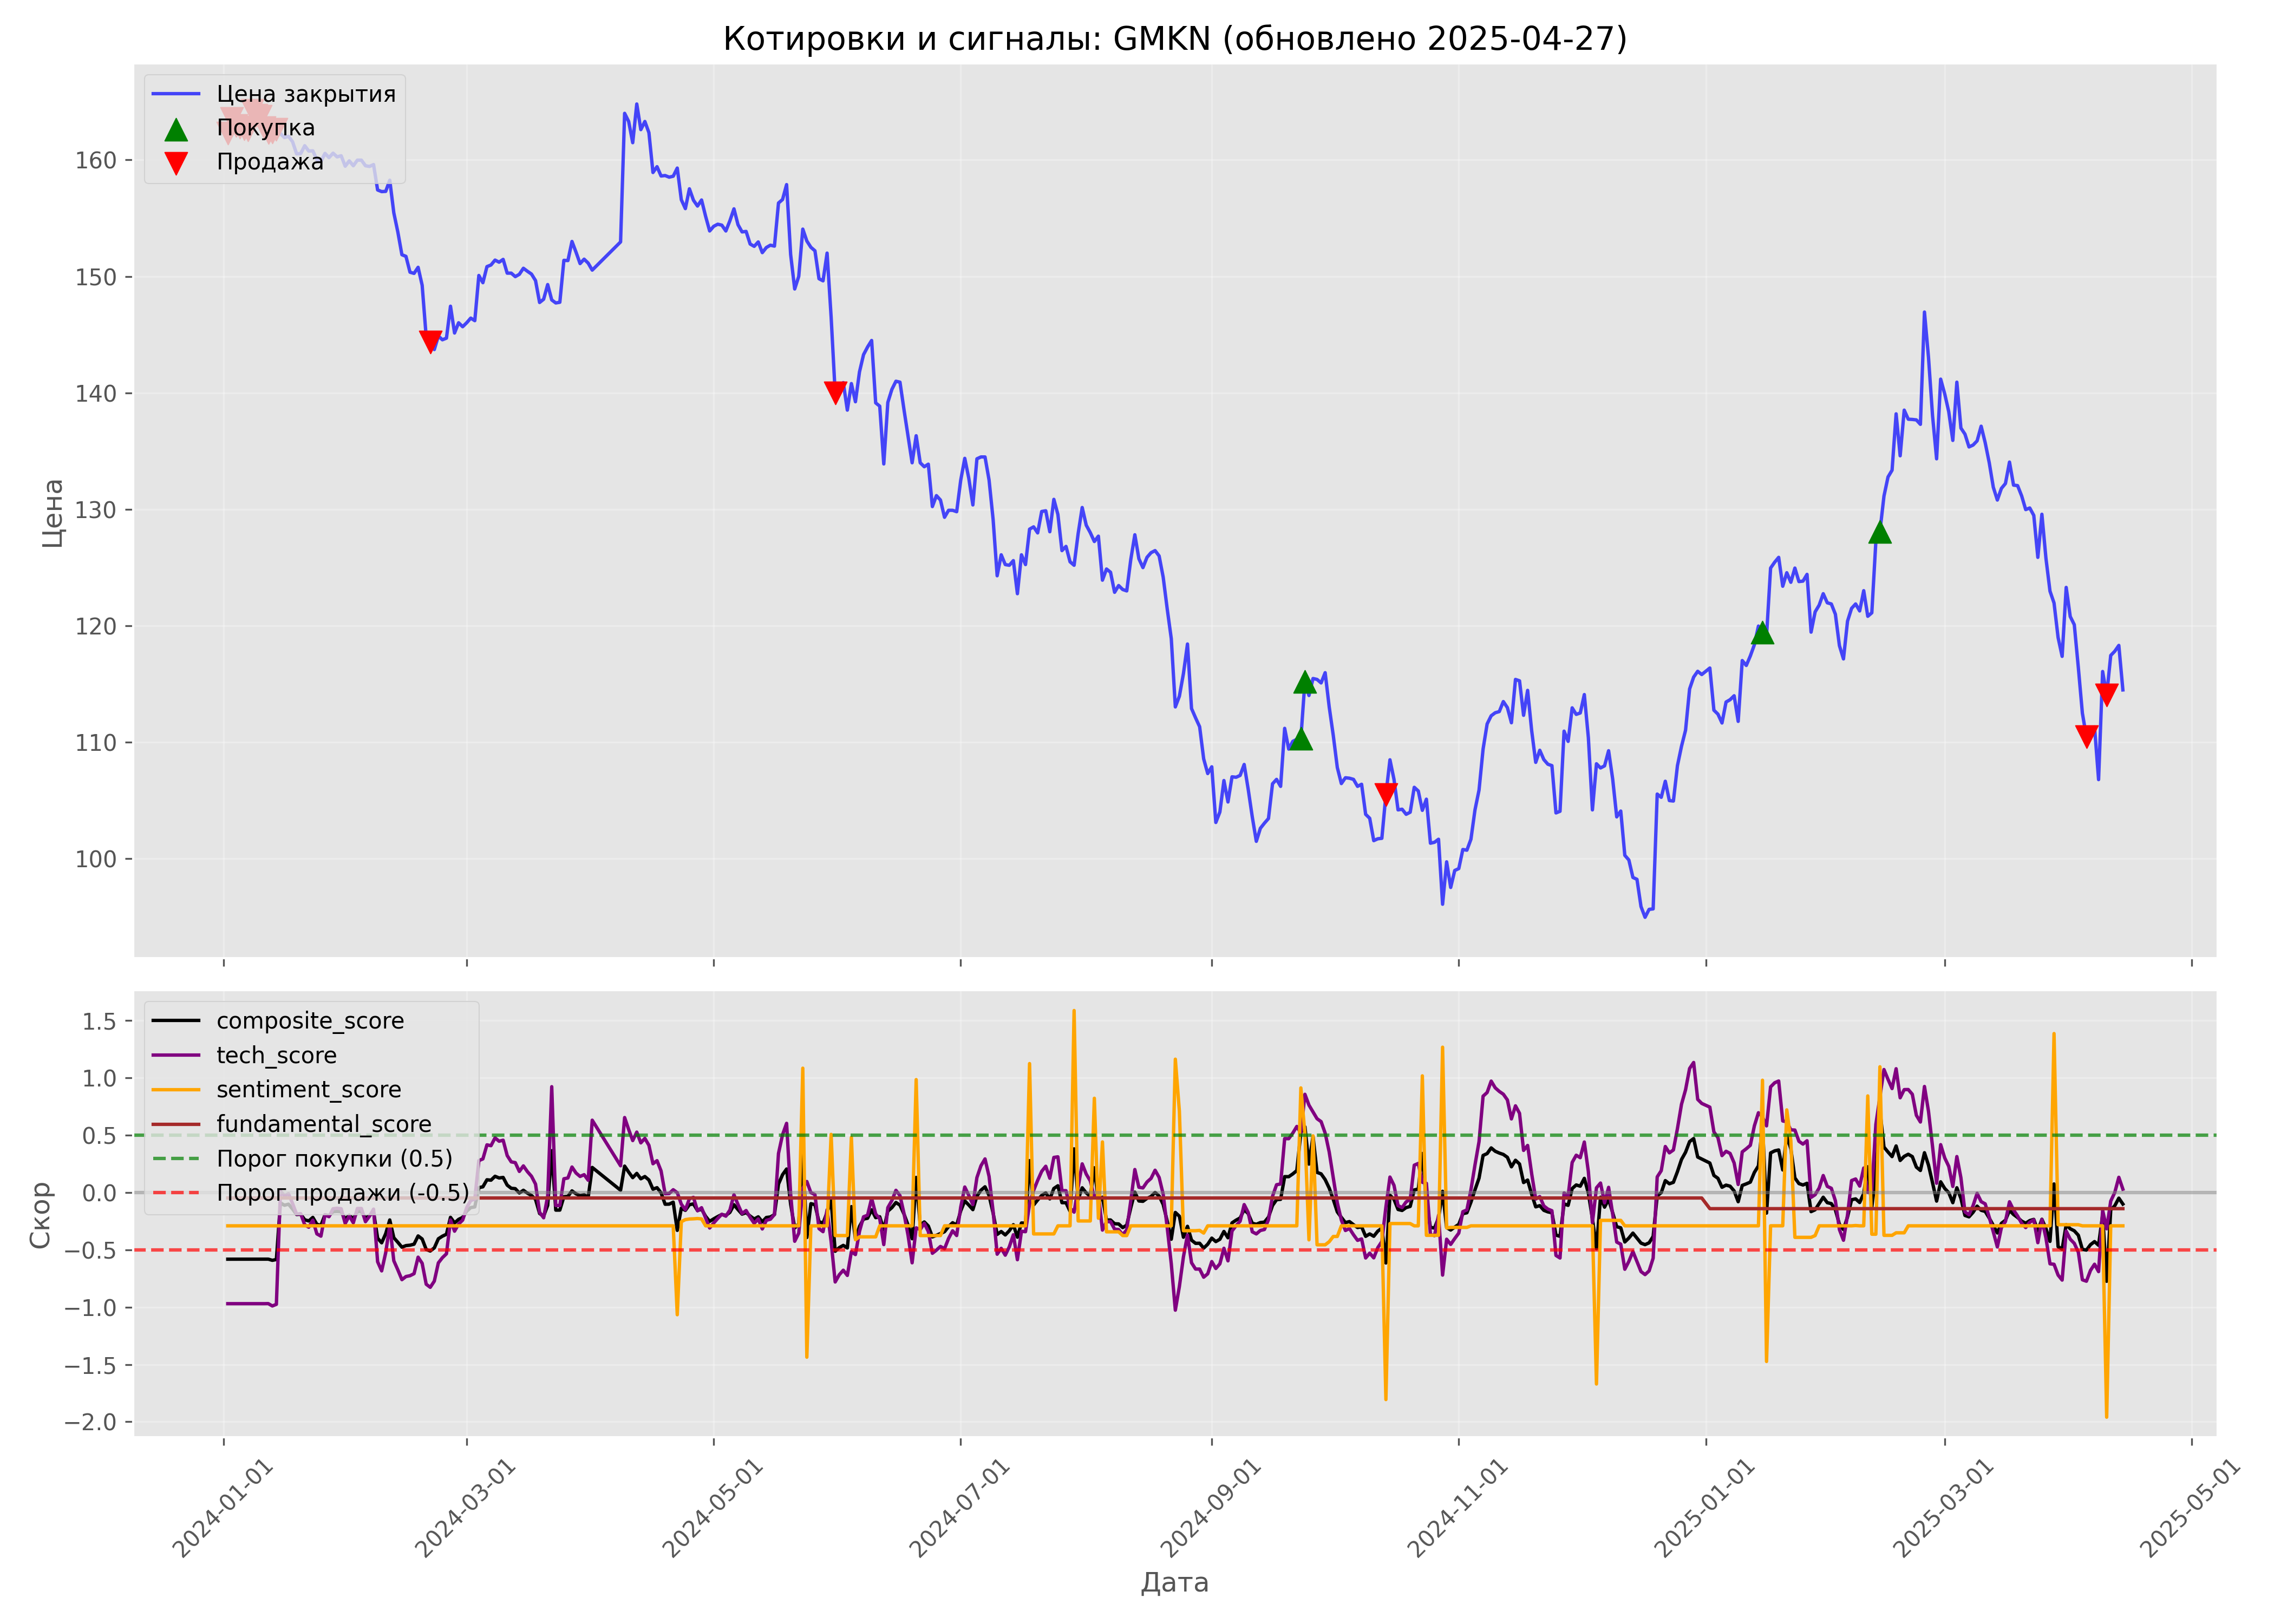 Котировки и сигналы: GMKN (обновлено 2025-04-27)
Цена закрытия
Покупка
Продажа
160
150
140
130
120
110
100
Цена
composite_score
tech_score
sentiment_score
fundamental_score
Порог покупки (0.5)
Порог продажи (-0.5)
1.5
1.0
0.5
0.0
−0.5
−1.0
−1.5
−2.0
Скор
2024-01-01
2024-03-01
2024-05-01
2024-07-01
2024-09-01
2024-11-01
2025-01-01
2025-03-01
2025-05-01
Дата